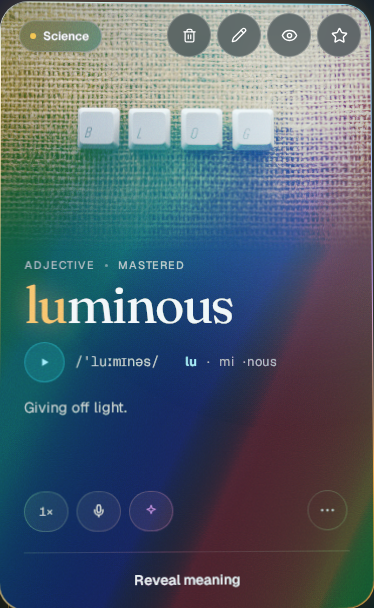 Science
B L O G
ADJECTIVE • MASTERED
luminous
/ˈluːmɪnəs/ lu · mi ·nous
Giving off light.
1×
Reveal meaning